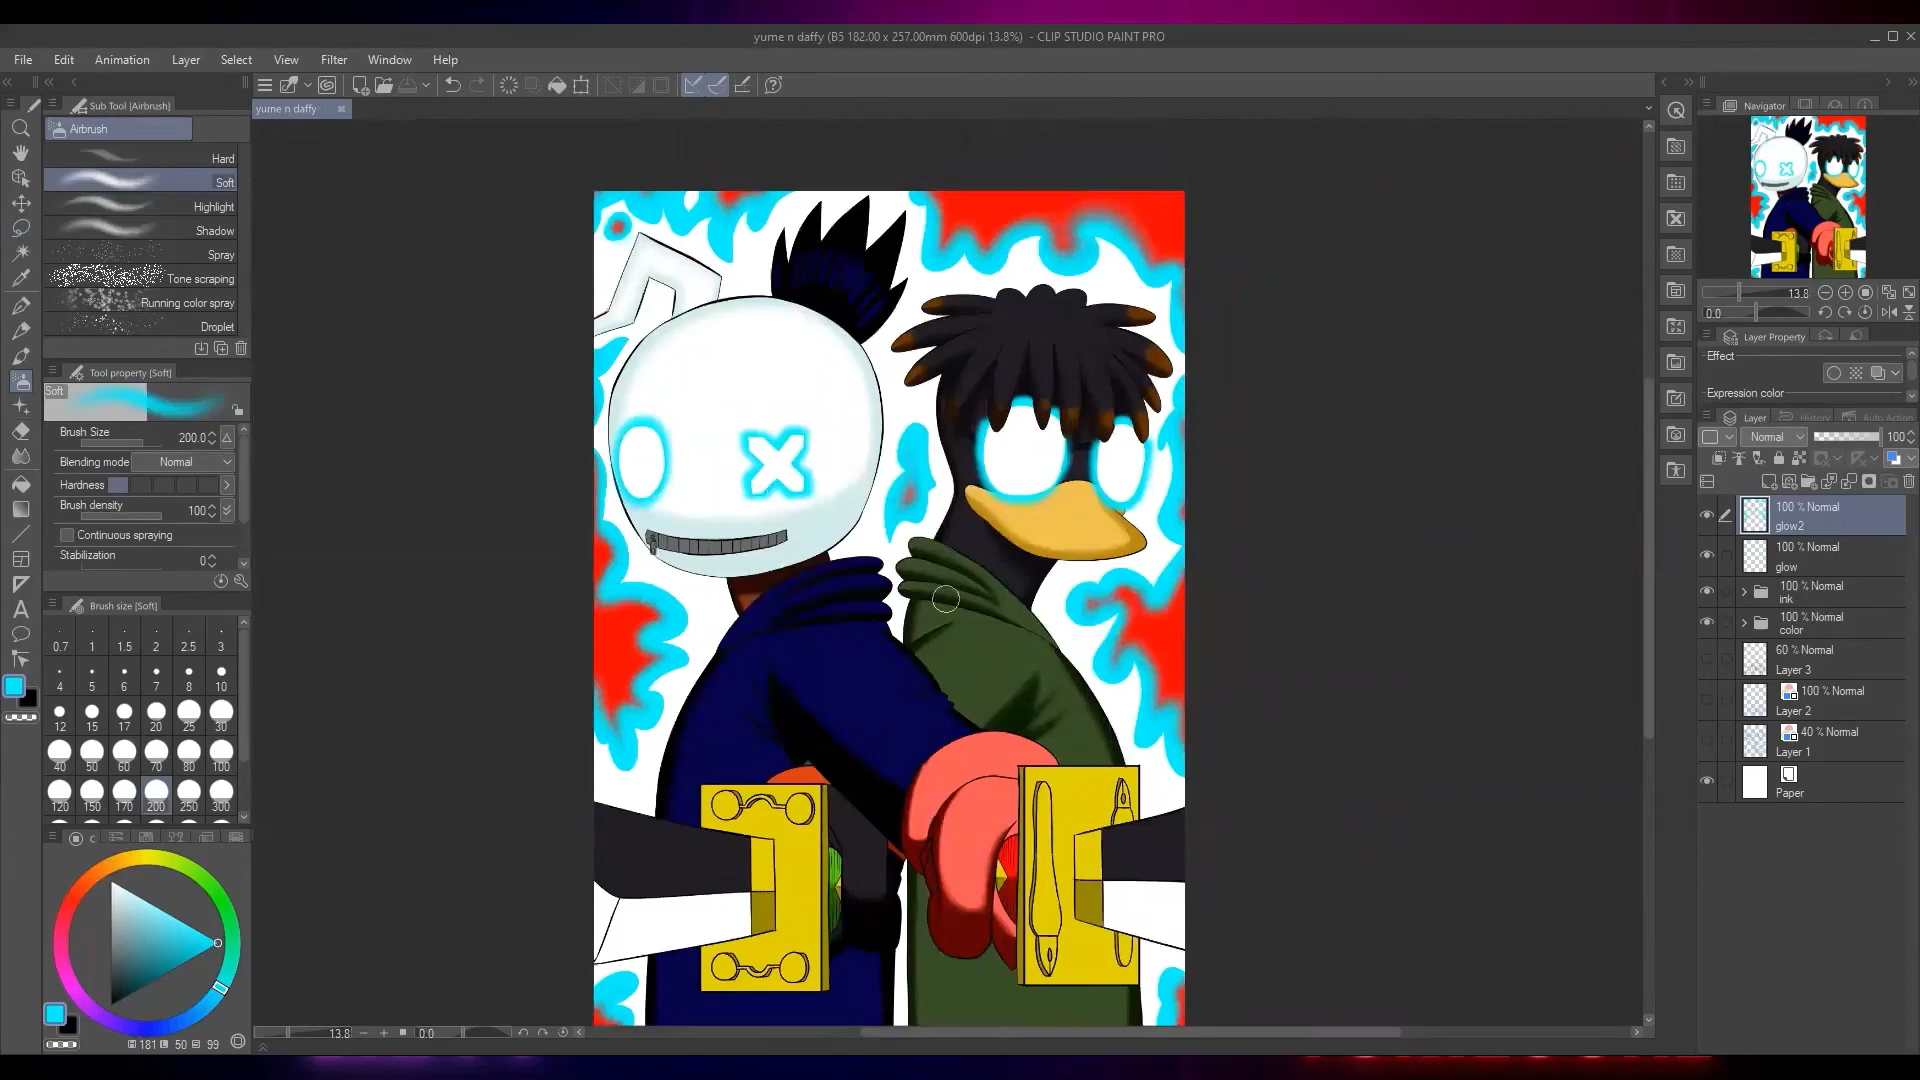 yume n daffy (B5 182.00 x 257.00mm 600dpi 13.8%) - CLIP STUDIO PAINT PRO
File Edit Animation Layer Select View Filter Window Help
Sub Tool [Airbrush]
yume n daffy
Navigator
Airbrush
Hard
Soft
Highlight
Shadow
Spray
Tone scraping
Running color spray
Droplet
13.8
0.0
Layer Property
Effect
Expression color
Tool property [Soft]
Soft
Brush Size 200.0
Blending mode Normal
Hardness
Brush density 100
Continuous spraying
Stabilization 0
Layer History Auto Action
Normal 100
100 % Normal
glow2
100 % Normal
glow
100 % Normal
ink
100 % Normal
color
60 % Normal
Layer 3
100 % Normal
Layer 2
40 % Normal
Layer 1
Paper
Brush size [Soft]
0.7 1 1.5 2 2.5 3
4 5 6 7 8 10
12 15 17 20 25 30
40 50 60 70 80 100
120 150 170 200 250 300
181 L 50 S 99
13.8 0.0